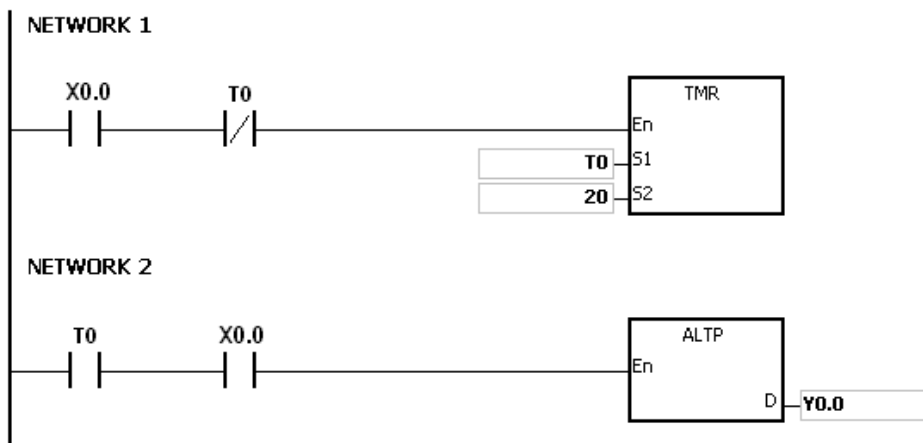 NETWORK 1
X0.0 T0
TMR
En
T0 S1
20 S2
NETWORK 2
T0 X0.0
ALTP
En
D Y0.0